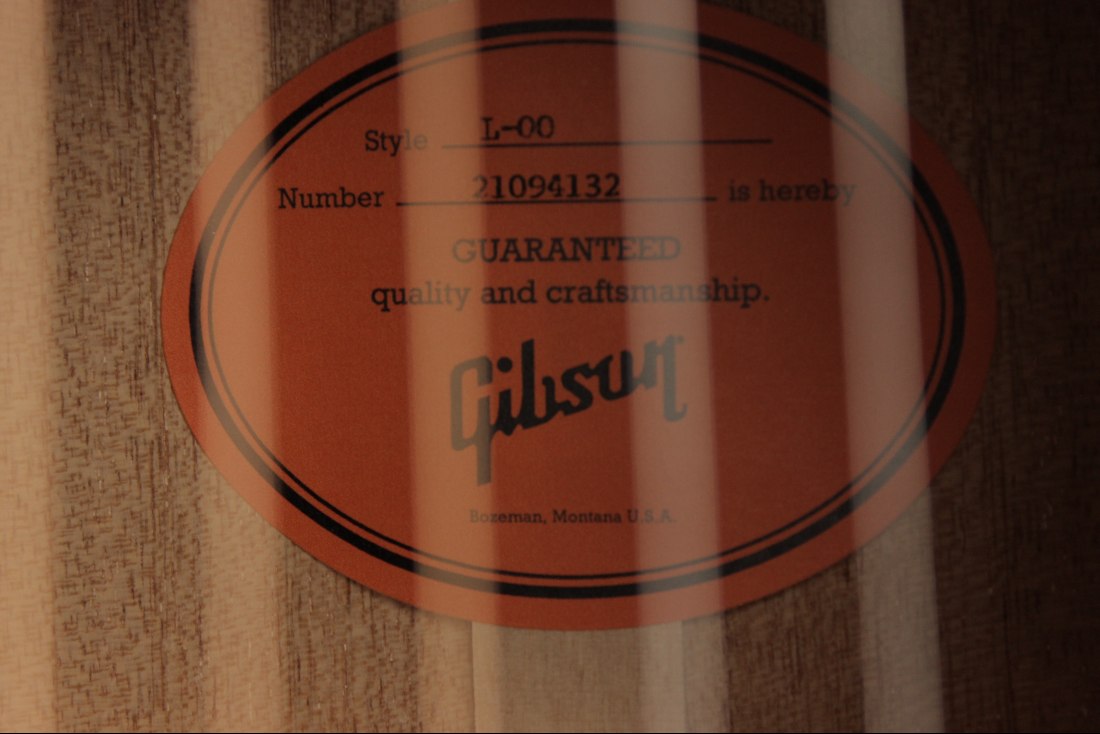 Style L-00
Number 21094132 is hereby
GUARANTEED
quality and craftsmanship.
Gibson
Bozeman, Montana U.S.A.